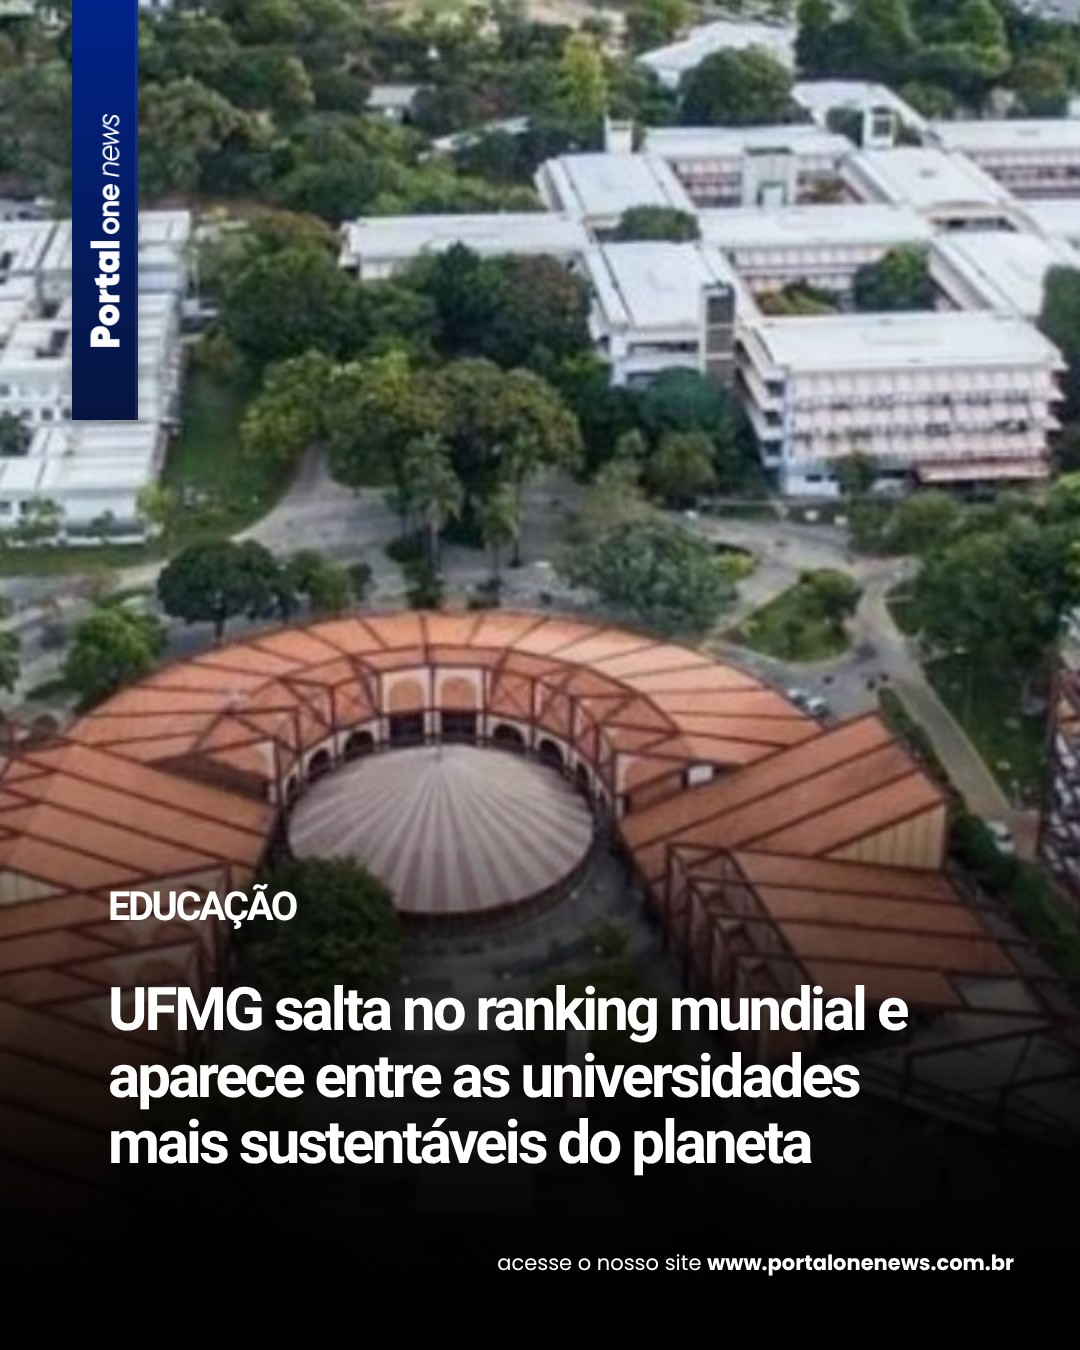 Portal one news
EDUCAÇÃO
UFMG salta no ranking mundial e
aparece entre as universidades
mais sustentáveis do planeta
acesse o nosso site www.portalonenews.com.br